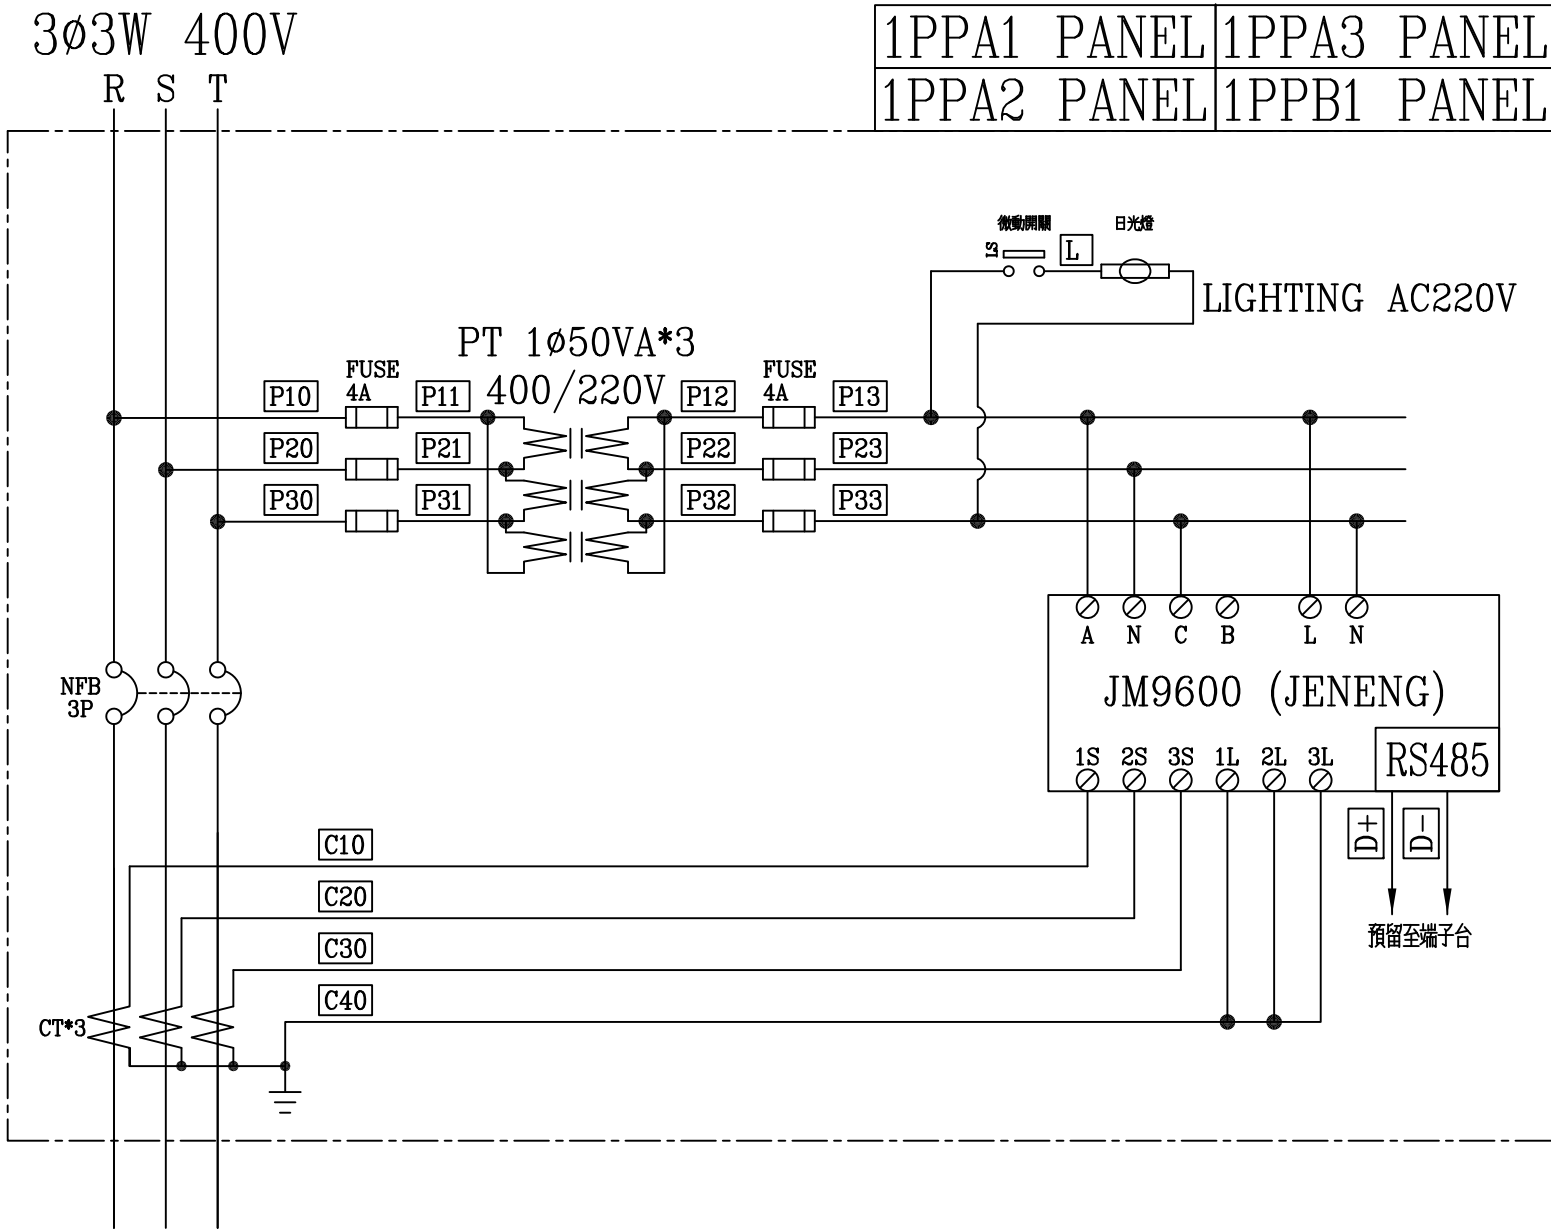 3ø3W 400V
R S T
1PPA1 PANEL 1PPA3 PANEL
1PPA2 PANEL 1PPB1 PANEL
微動開關 日光燈
LS L
LIGHTING AC220V
PT 1ø50VA*3
400/220V
FUSE
4A
FUSE
4A
P10 P11 P12 P13
P20 P21 P22 P23
P30 P31 P32 P33
A N C B L N
JM9600 (JENENG)
NFB
3P
1S 2S 3S 1L 2L 3L
RS485
D+ D-
C10
C20
C30
C40
預留至端子台
CT*3